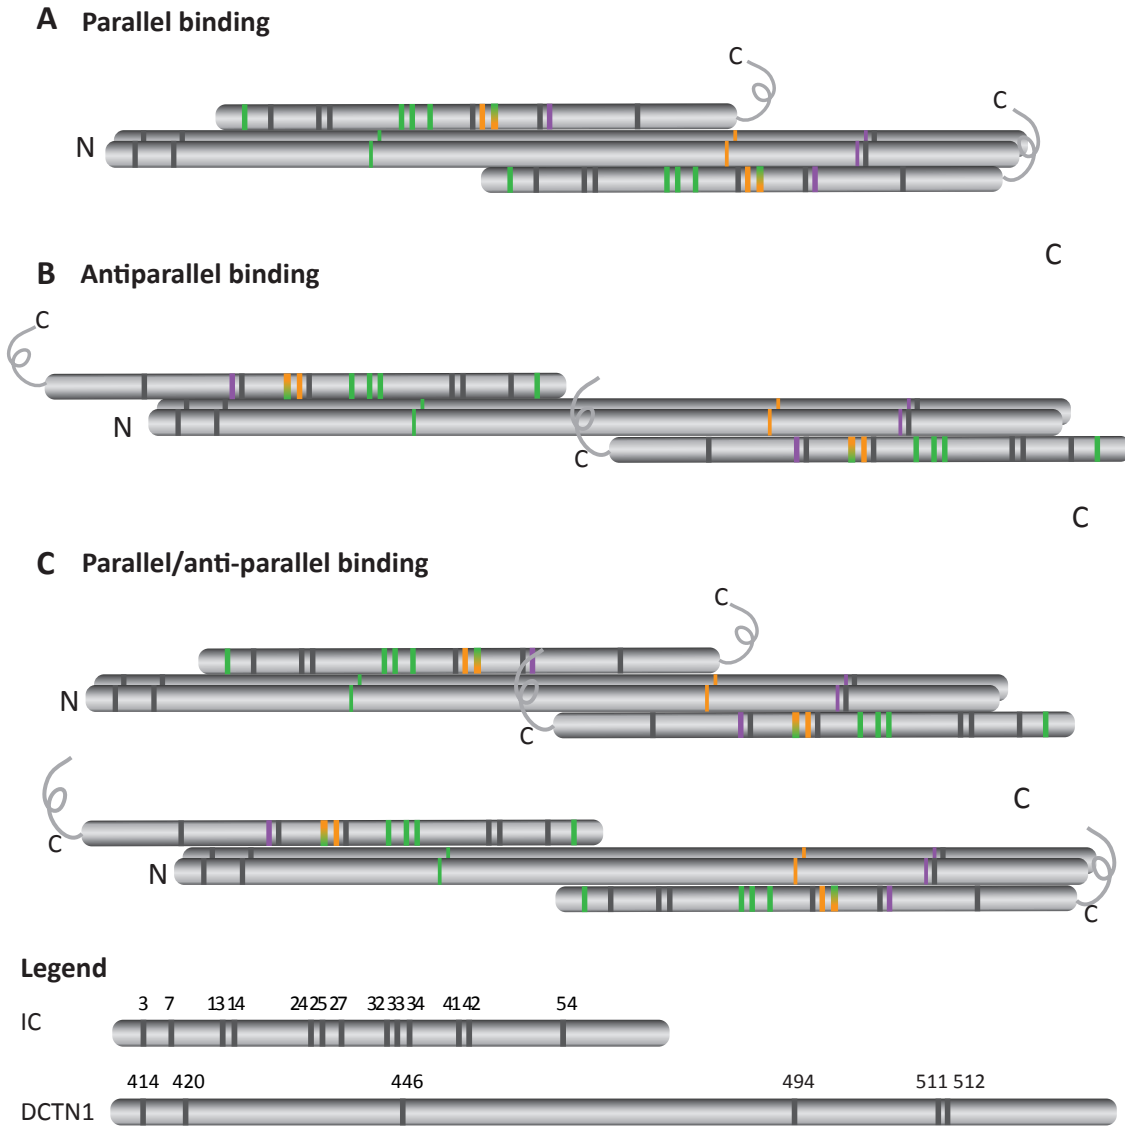 A Parallel binding
C
C
N
C
B Antiparallel binding
C
N
C
C
C Parallel/anti-parallel binding
C
N
C
C
C
N
C
Legend
3 7 13 14 24 25 27 32 33 34 41 42 54
IC
414 420 446 494 511 512
DCTN1